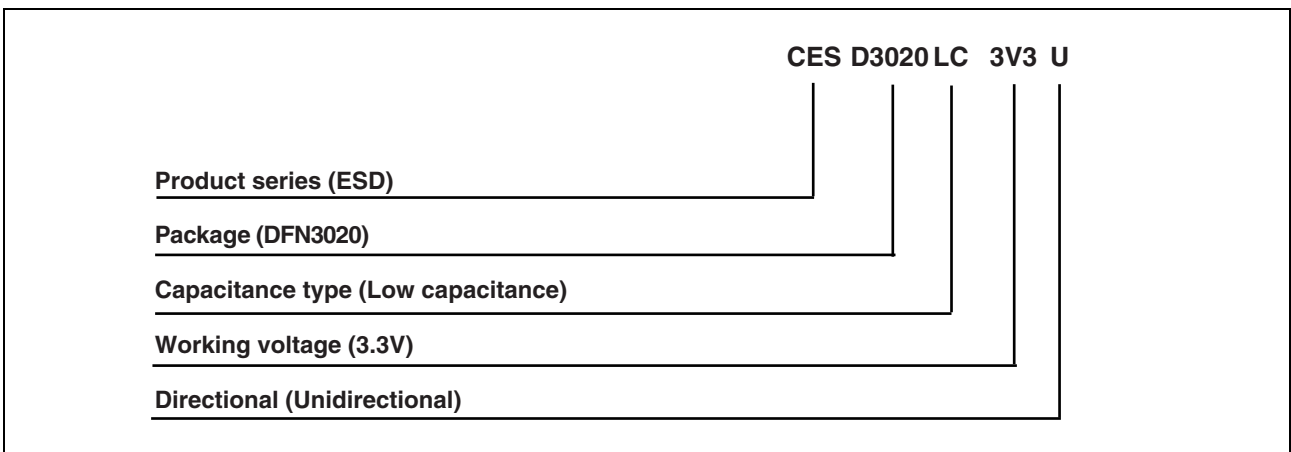 CES D3020 LC 3V3 U
Product series (ESD)
Package (DFN3020)
Capacitance type (Low capacitance)
Working voltage (3.3V)
Directional (Unidirectional)